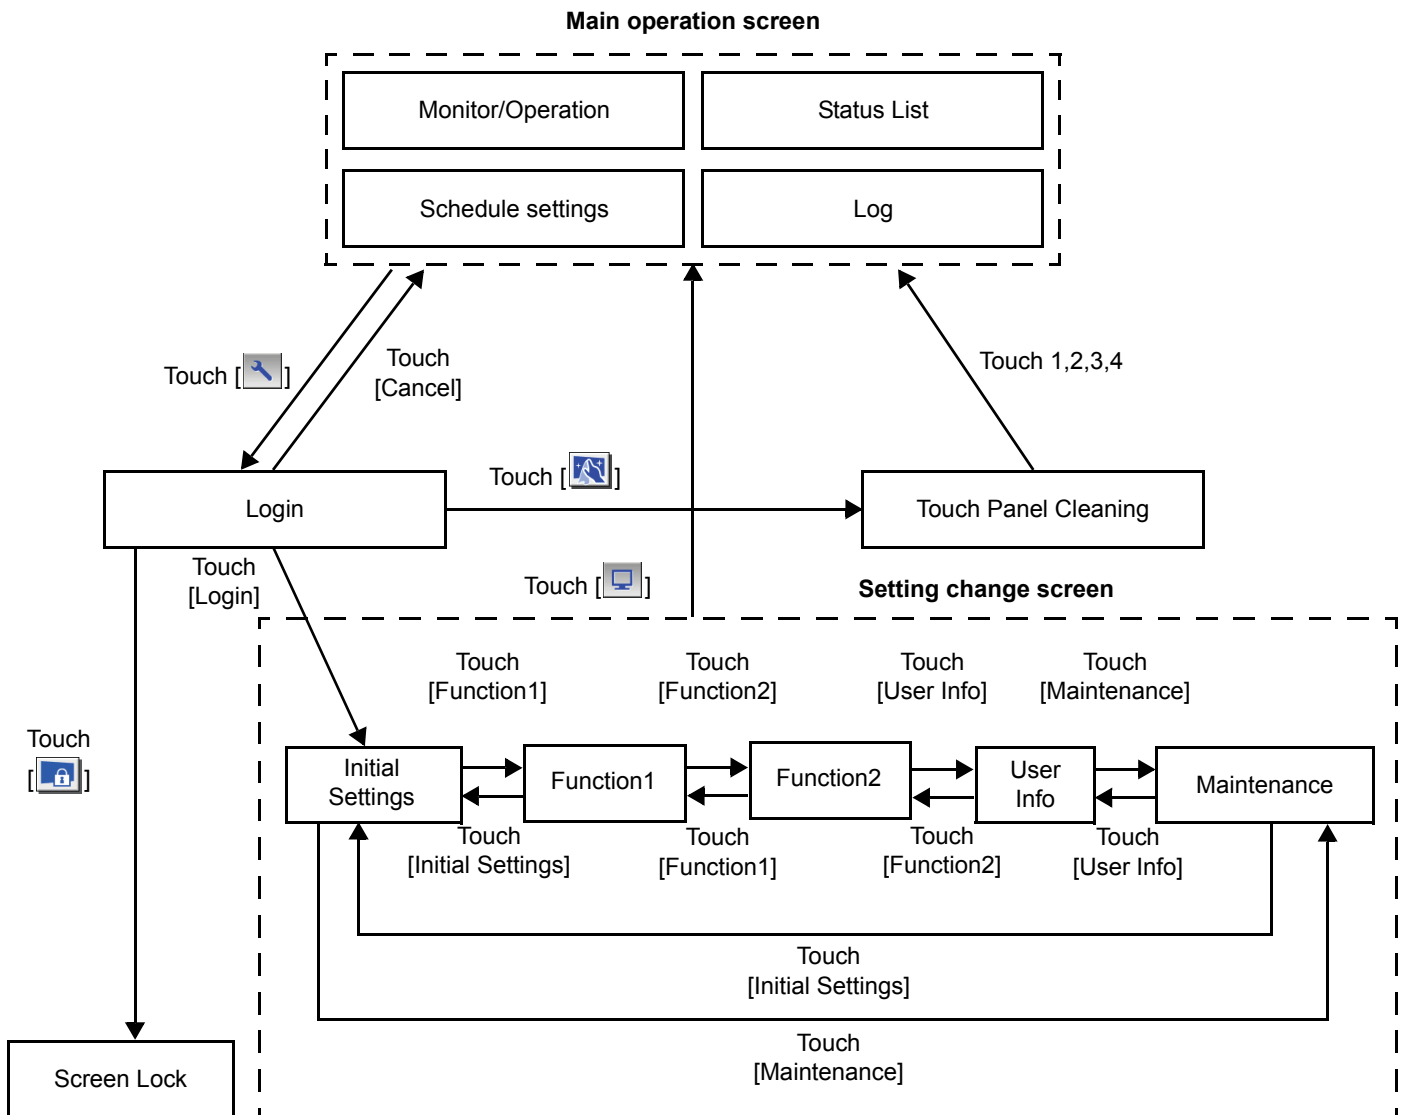 Main operation screen
Monitor/Operation
Status List
Schedule settings
Log
Touch [ ]
Touch
[Cancel]
Touch 1,2,3,4
Touch [ ]
Login
Touch Panel Cleaning
Touch
[Login]
Touch [ ]
Setting change screen
Touch
[Function1]
Touch
[Function2]
Touch
[User Info]
Touch
[Maintenance]
Touch
[ ]
Initial
Settings
Function1
Function2
User
Info
Maintenance
Touch
[Initial Settings]
Touch
[Function1]
Touch
[Function2]
Touch
[User Info]
Touch
[Initial Settings]
Touch
[Maintenance]
Screen Lock